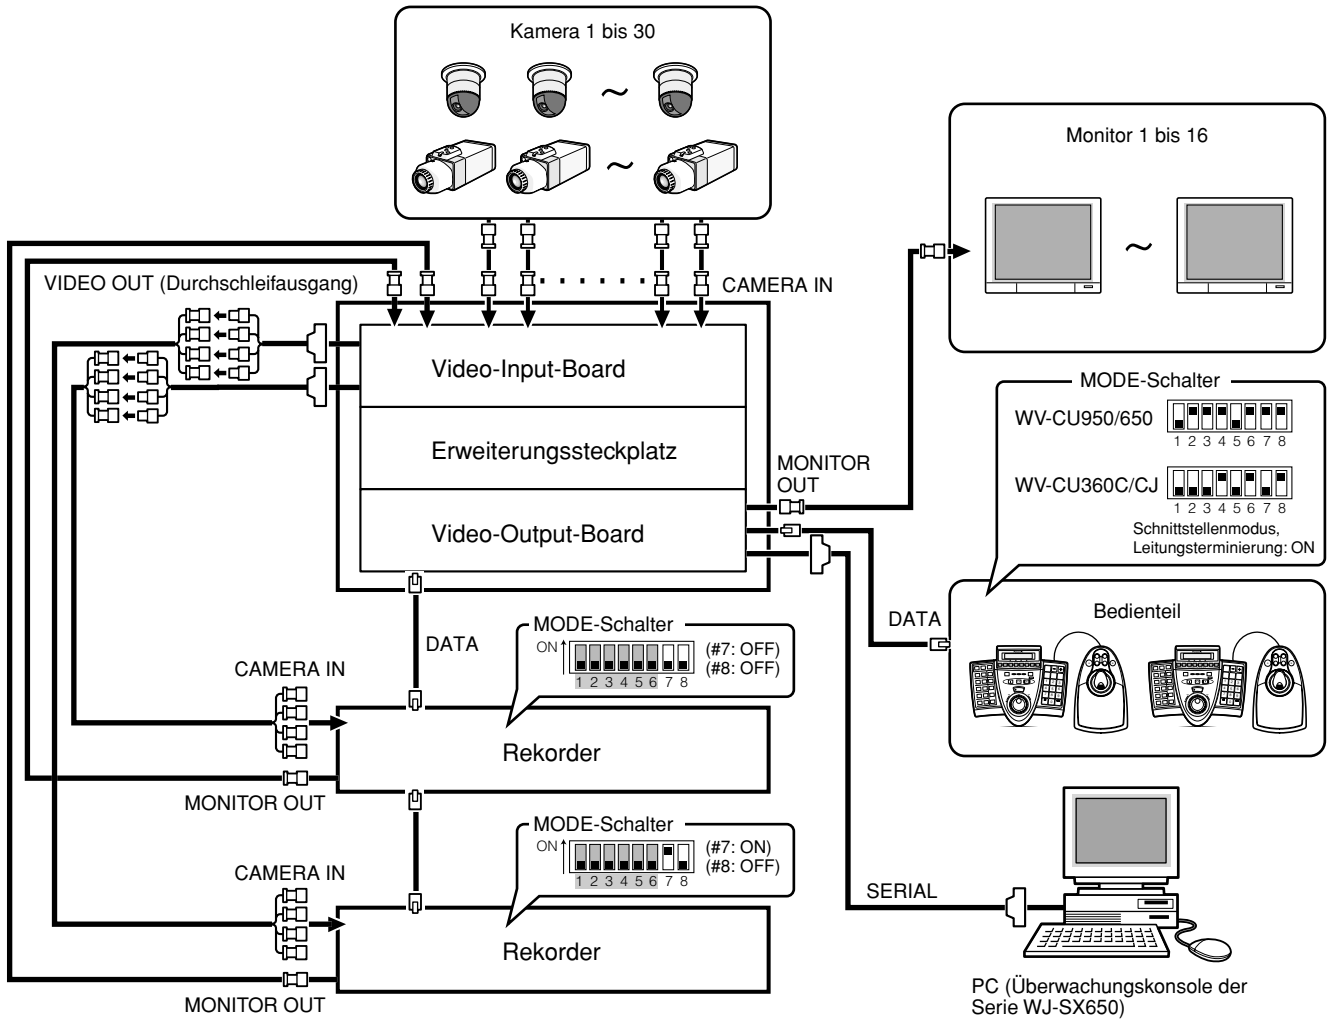 Kamera 1 bis 30
Monitor 1 bis 16
VIDEO OUT (Durchschleifausgang)
CAMERA IN
Video-Input-Board
Erweiterungssteckplatz
Video-Output-Board
MONITOR
OUT
MODE-Schalter
WV-CU950/650
1 2 3 4 5 6 7 8
WV-CU360C/CJ
1 2 3 4 5 6 7 8
Schnittstellenmodus,
Leitungsterminierung: ON
DATA
Bedienteil
DATA
MODE-Schalter
ON
(#7: OFF)
(#8: OFF)
1 2 3 4 5 6 7 8
CAMERA IN
Rekorder
MONITOR OUT
MODE-Schalter
ON
(#7: ON)
(#8: OFF)
1 2 3 4 5 6 7 8
CAMERA IN
Rekorder
MONITOR OUT
SERIAL
PC (Überwachungskonsole der
Serie WJ-SX650)